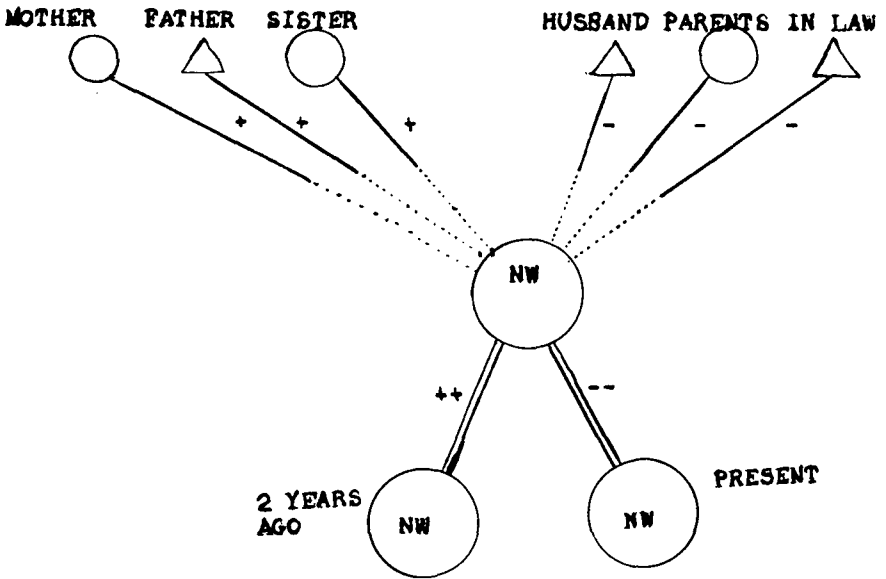 MOTHER FATHER SISTER HUSBAND PARENTS IN LAW
+ + + - - -
NW
++ --
2 YEARS PRESENT
AGO NW NW